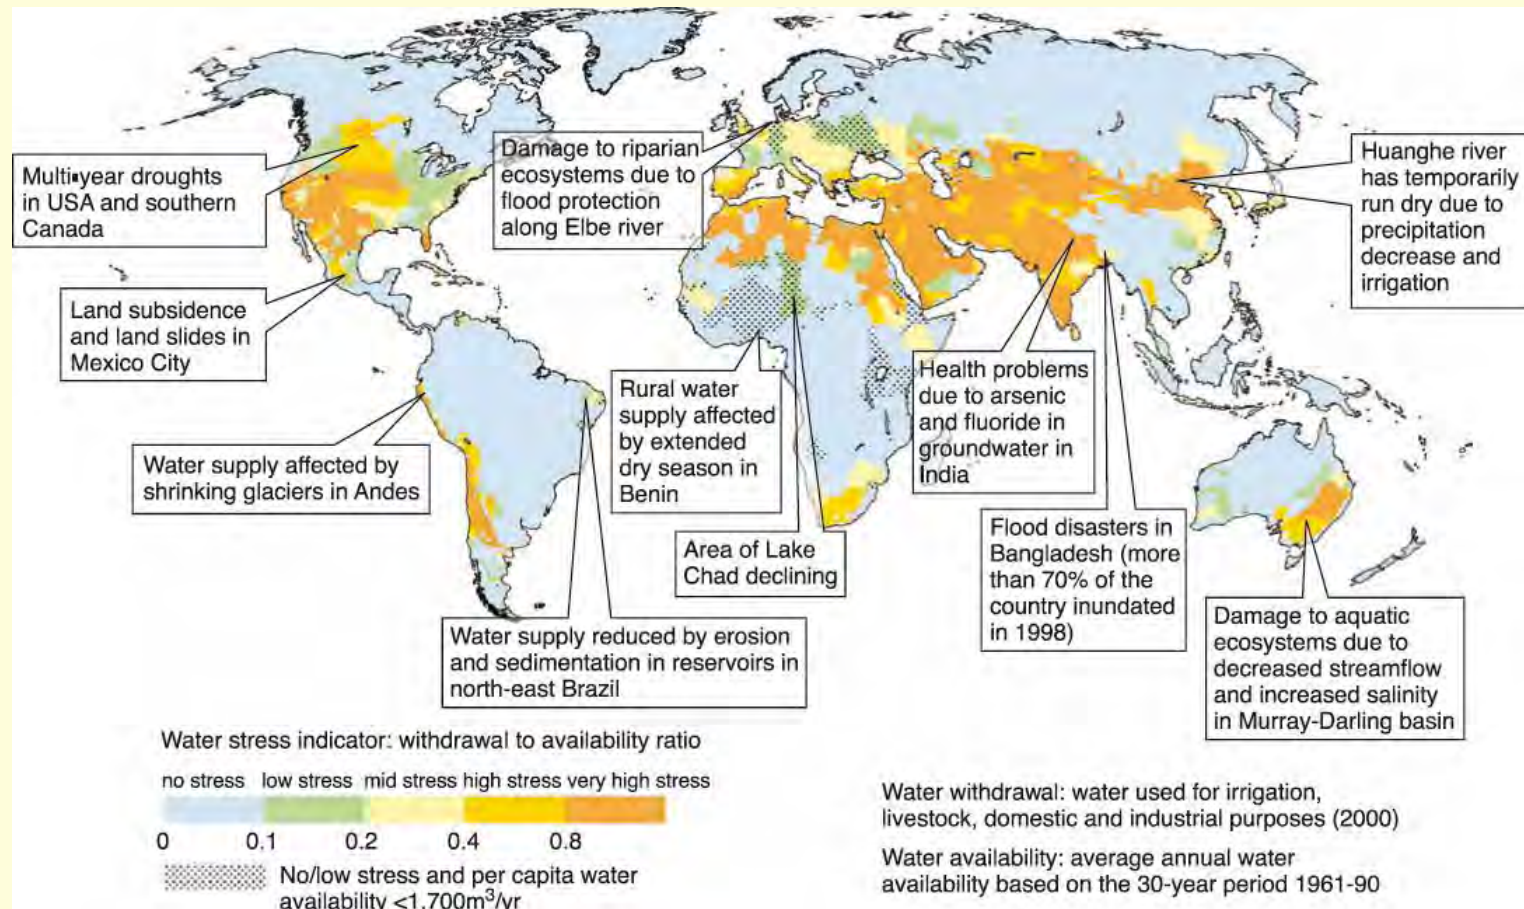 Multi-year droughts
in USA and southern
Canada
Land subsidence
and land slides in
Mexico City
Water supply affected by
shrinking glaciers in Andes
Damage to riparian
ecosystems due to
flood protection
along Elbe river
Rural water
supply affected
by extended
dry season in
Benin
Area of Lake
Chad declining
Water supply reduced by erosion
and sedimentation in reservoirs in
north-east Brazil
Health problems
due to arsenic
and fluoride in
groundwater in
India
Flood disasters in
Bangladesh (more
than 70% of the
country inundated
in 1998)
Huanghe river
has temporarily
run dry due to
precipitation
decrease and
irrigation
Damage to aquatic
ecosystems due to
decreased streamflow
and increased salinity
in Murray-Darling basin
Water stress indicator: withdrawal to availability ratio
no stress low stress mid stress high stress very high stress
0 0.1 0.2 0.4 0.8
No/low stress and per capita water
availability <1,700m³/yr
Water withdrawal: water used for irrigation,
livestock, domestic and industrial purposes (2000)
Water availability: average annual water
availability based on the 30-year period 1961-90